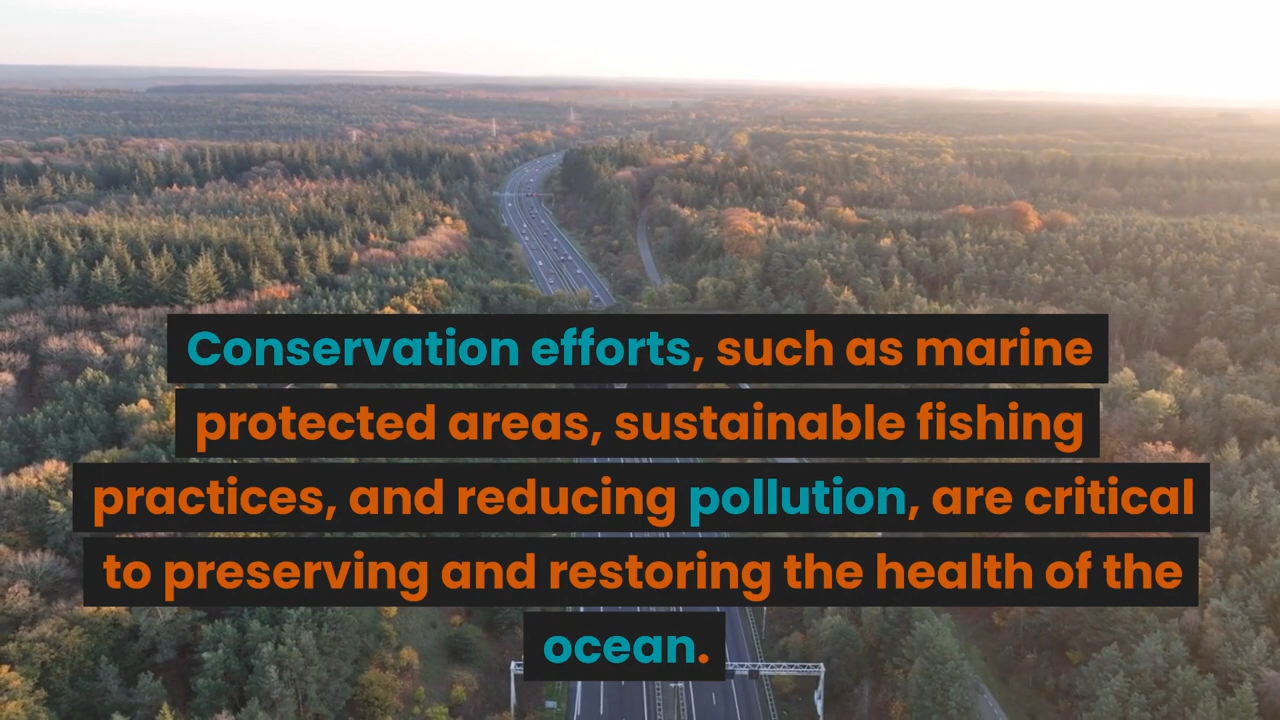 Conservation efforts, such as marine
protected areas, sustainable fishing
practices, and reducing pollution, are critical
to preserving and restoring the health of the
ocean.